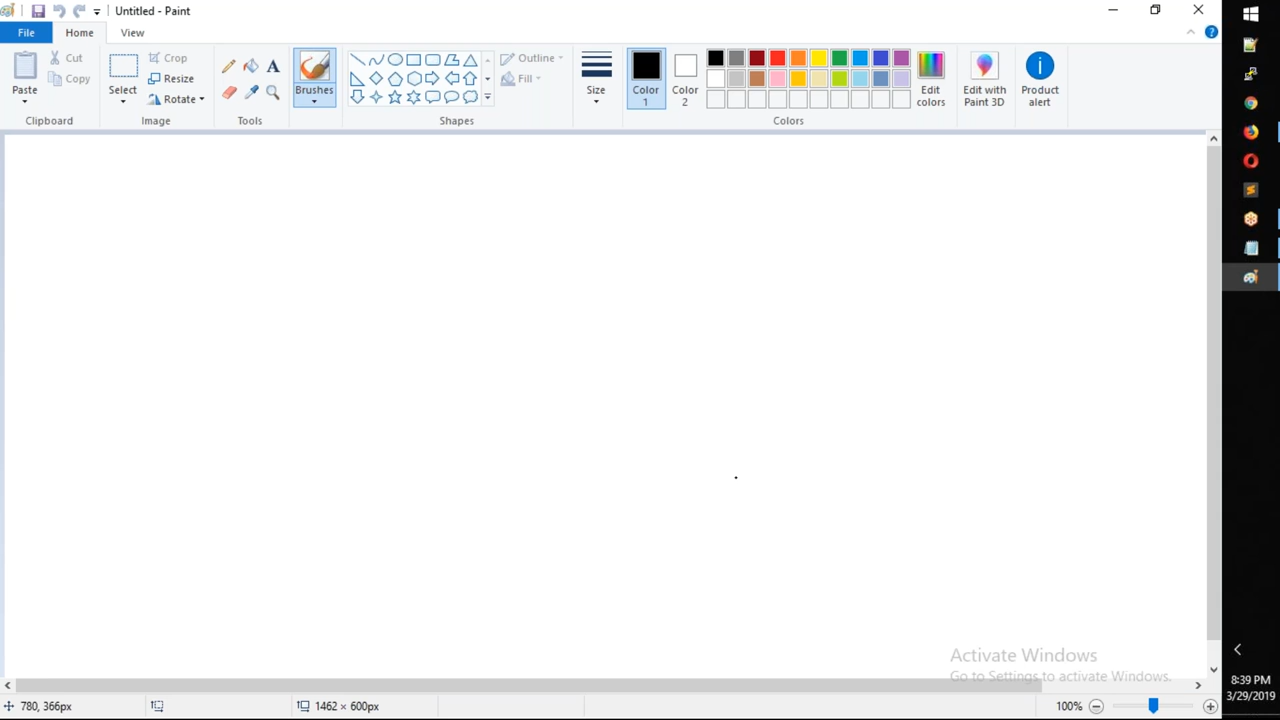 Untitled - Paint
File Home View
Cut
Copy
Paste
Clipboard
Crop
Resize
Rotate
Select
Image
A
Tools
Brushes
Outline
Fill
Shapes
Size
Color 1
Color 2
Colors
Edit colors
Edit with Paint 3D
Product alert
Activate Windows
Go to Settings to activate Windows.
780, 366px
1462 × 600px
100%
8:39 PM
3/29/2019